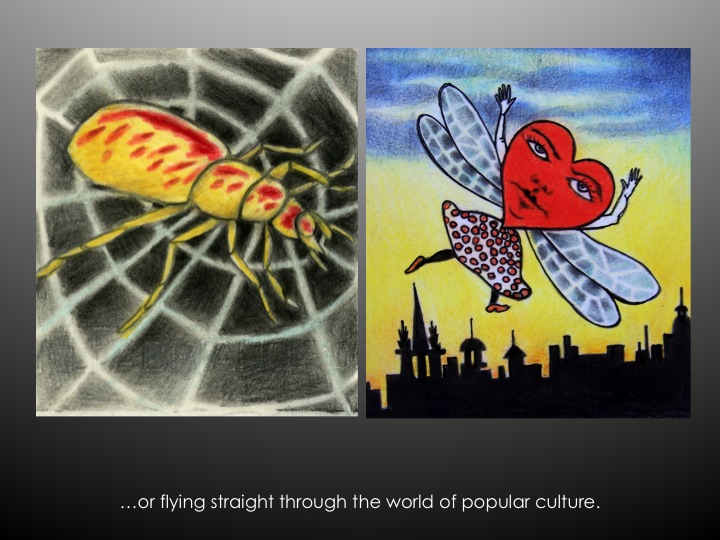 …or flying straight through the world of popular culture.